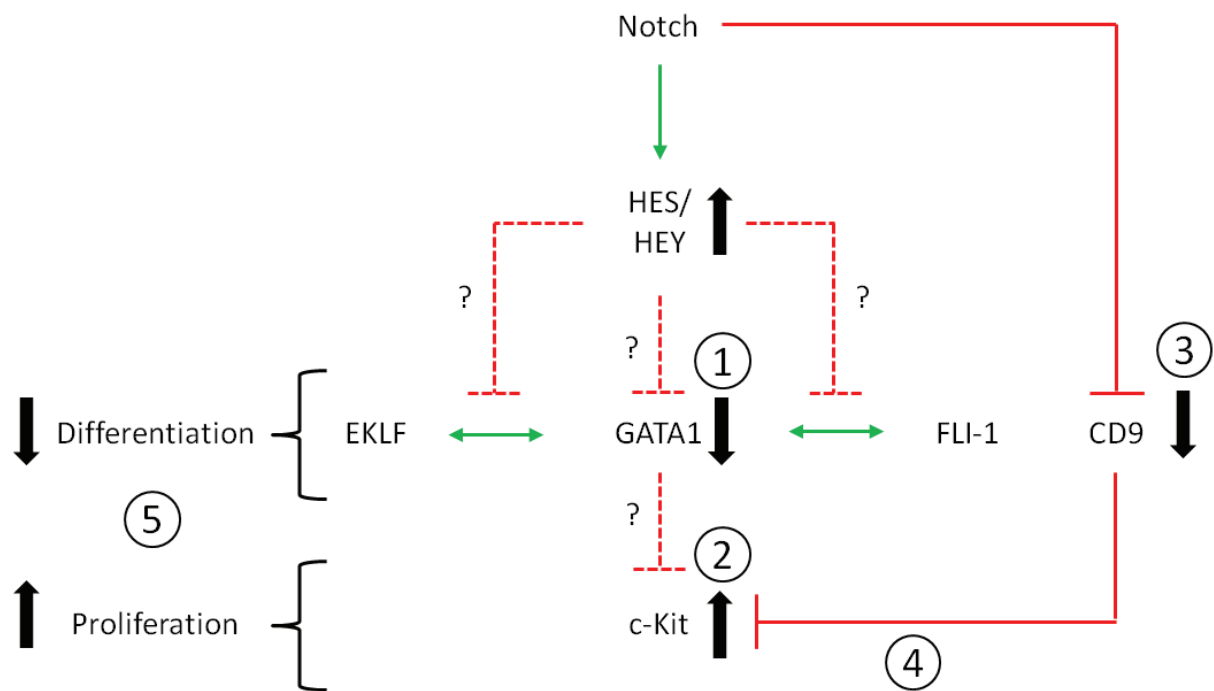 Notch
HES/
HEY
?
?
?
1
3
Differentiation
EKLF
GATA1
FLI-1
CD9
5
?
2
Proliferation
c-Kit
4